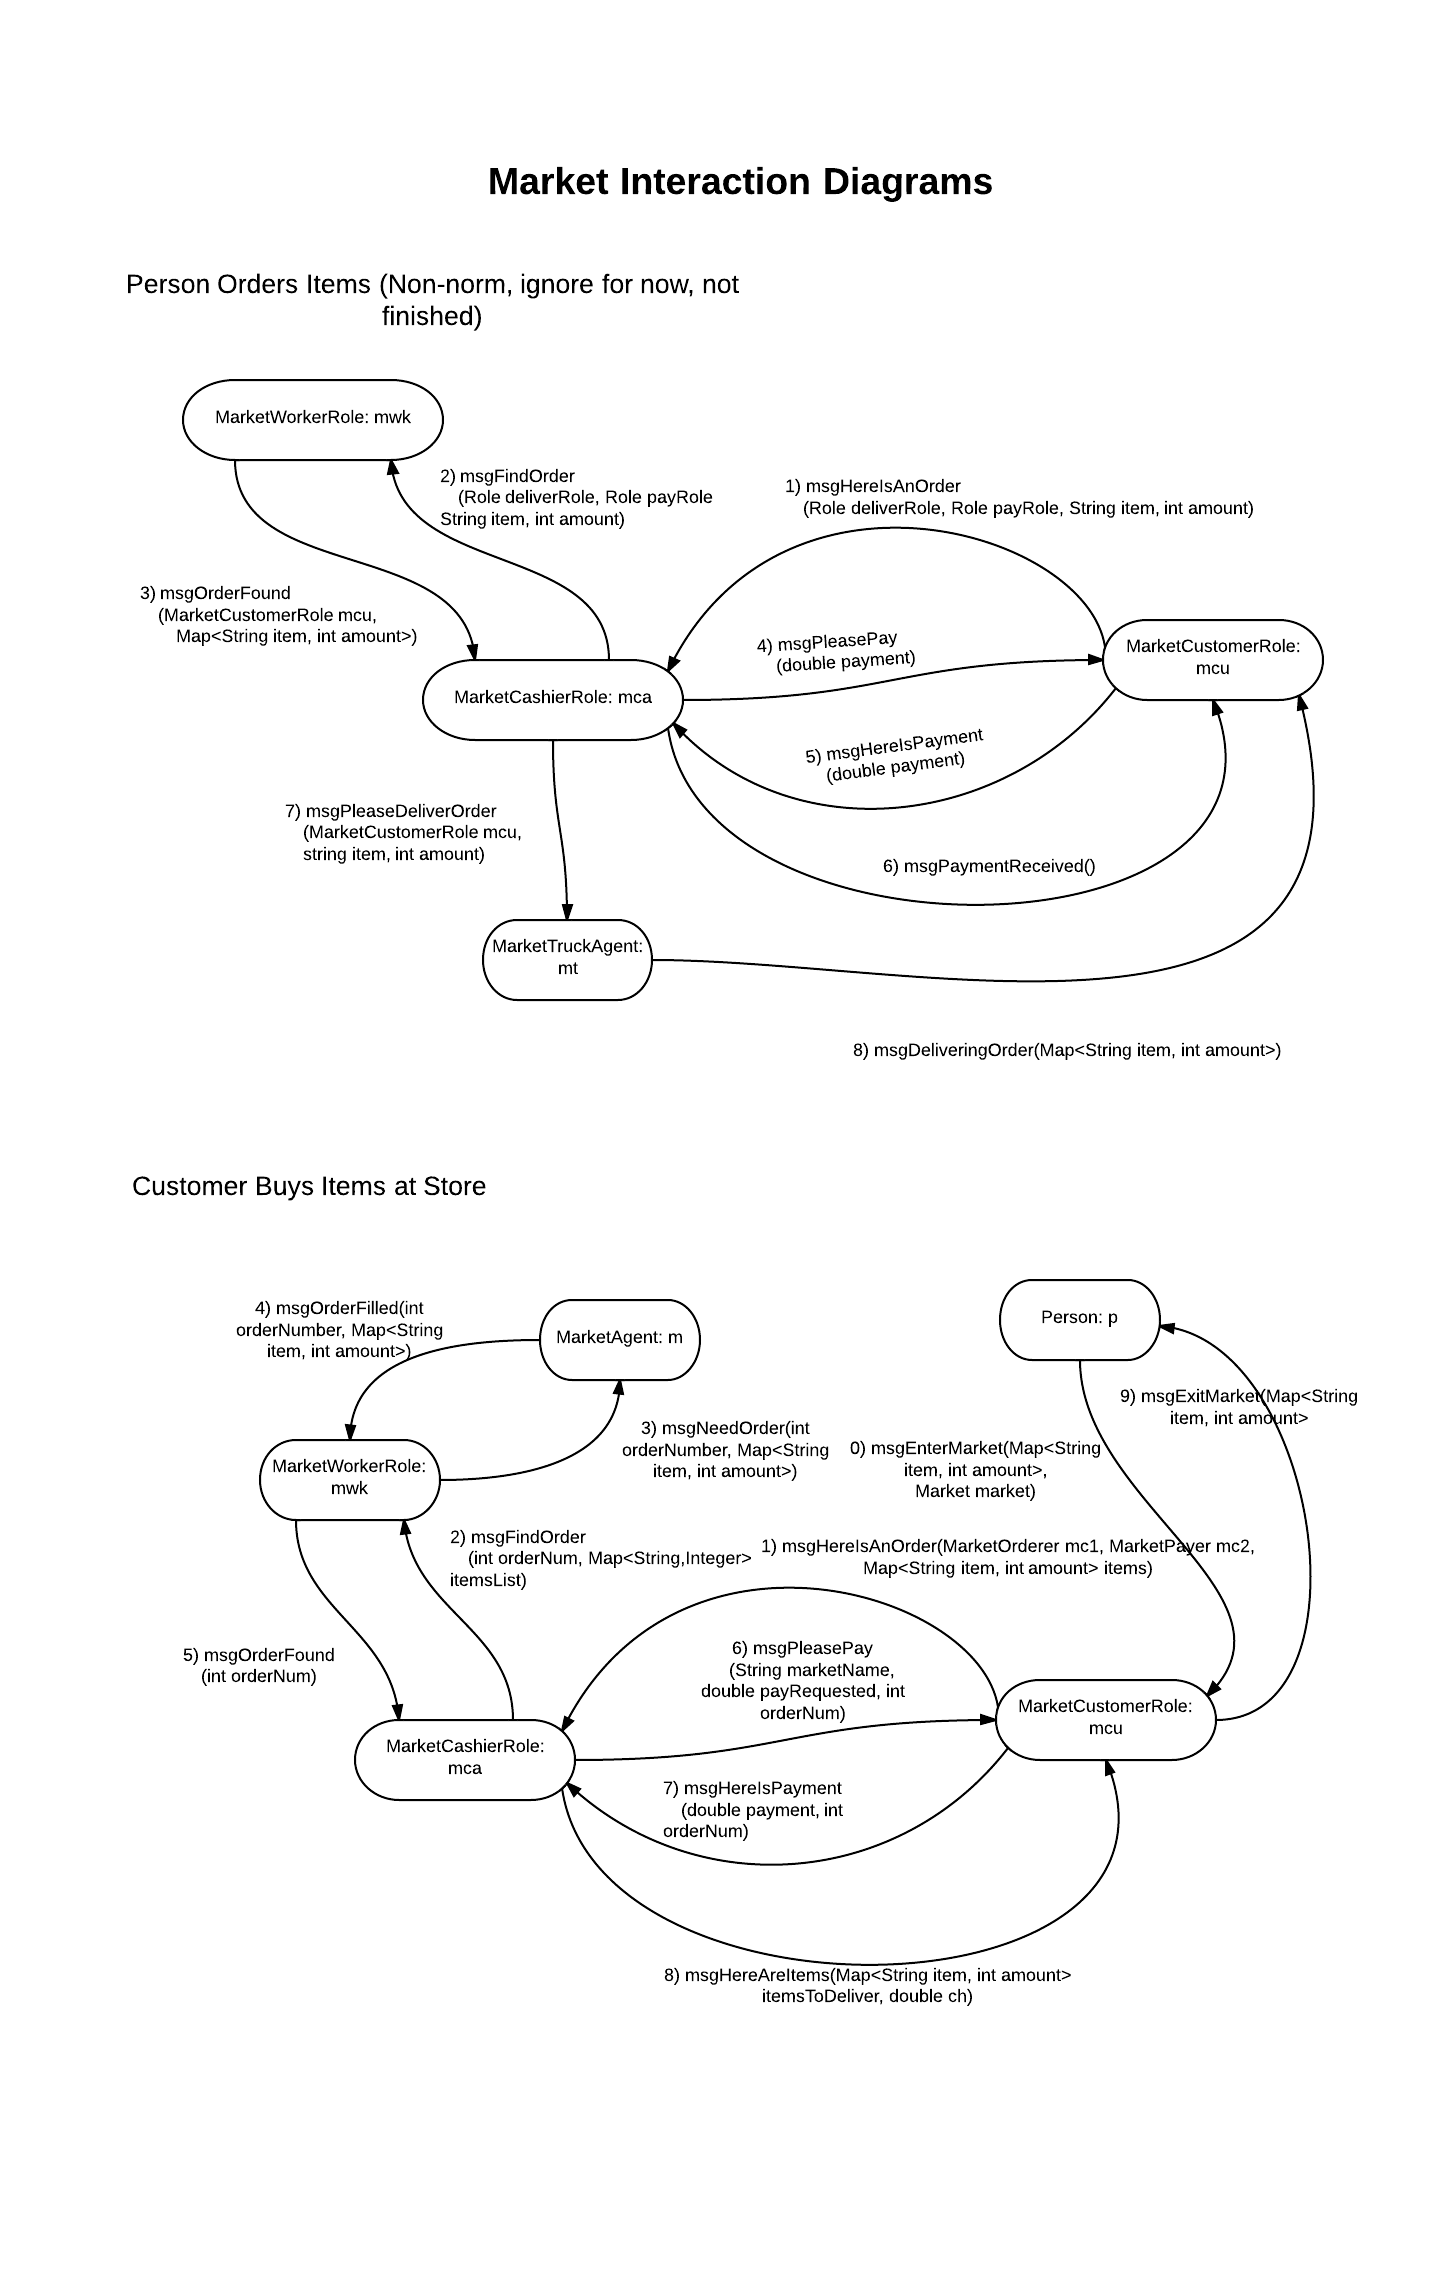 Market Interaction Diagrams
Person Orders Items (Non-norm, ignore for now, not
finished)
MarketWorkerRole: mwk
2) msgFindOrder
(Role deliverRole, Role payRole
String item, int amount)
1) msgHereIsAnOrder
(Role deliverRole, Role payRole, String item, int amount)
3) msgOrderFound
(MarketCustomerRole mcu,
Map<String item, int amount>)
4) msgPleasePay
(double payment)
MarketCustomerRole:
mcu
MarketCashierRole: mca
5) msgHereIsPayment
(double payment)
7) msgPleaseDeliverOrder
(MarketCustomerRole mcu,
string item, int amount)
6) msgPaymentReceived()
MarketTruckAgent:
mt
8) msgDeliveringOrder(Map<String item, int amount>)
Customer Buys Items at Store
4) msgOrderFilled(int
orderNumber, Map<String
item, int amount>)
MarketAgent: m
Person: p
9) msgExitMarket(Map<String
item, int amount>
3) msgNeedOrder(int
orderNumber, Map<String
item, int amount>)
0) msgEnterMarket(Map<String
item, int amount>,
Market market)
MarketWorkerRole:
mwk
2) msgFindOrder
(int orderNum, Map<String,Integer>
itemsList)
1) msgHereIsAnOrder(MarketOrderer mc1, MarketPayer mc2,
Map<String item, int amount> items)
5) msgOrderFound
(int orderNum)
6) msgPleasePay
(String marketName,
double payRequested, int
orderNum)
MarketCustomerRole:
mcu
MarketCashierRole:
mca
7) msgHereIsPayment
(double payment, int
orderNum)
8) msgHereAreItems(Map<String item, int amount>
itemsToDeliver, double ch)